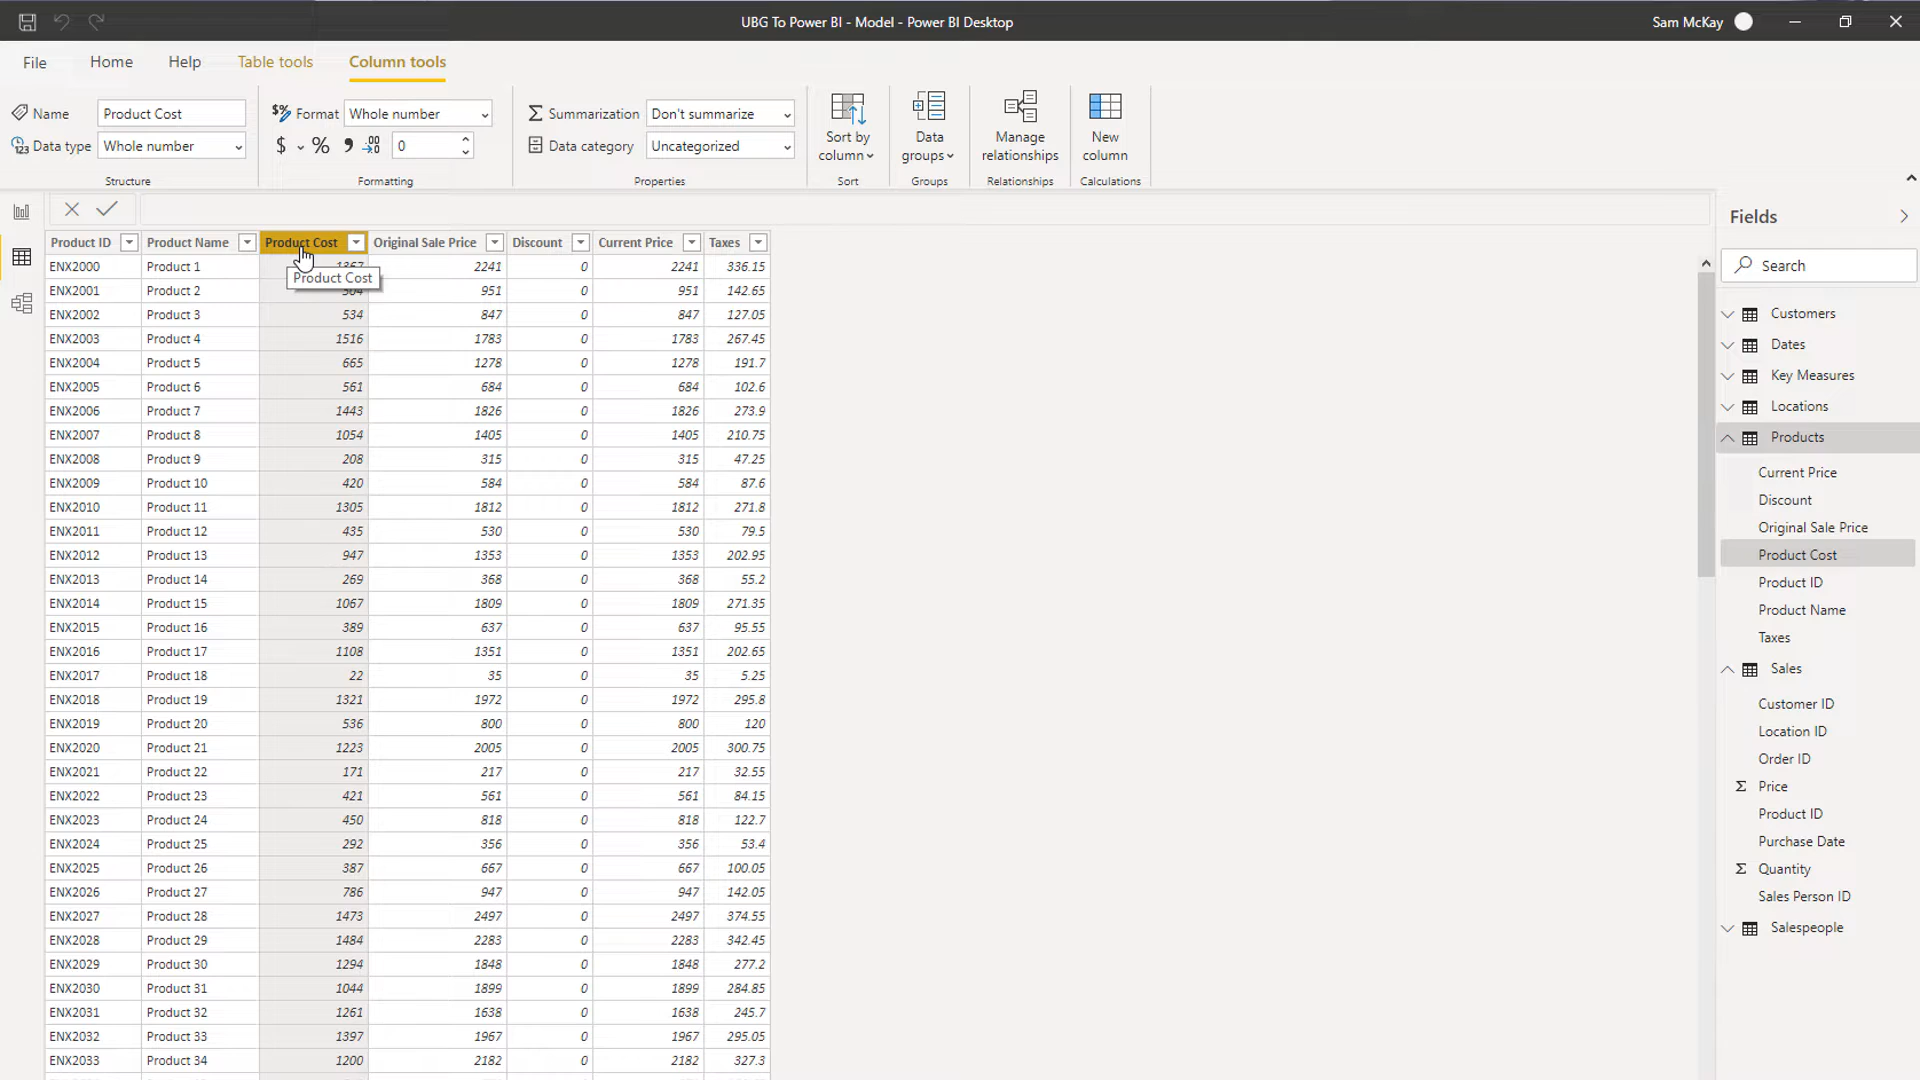 UBG To Power BI - Model - Power BI Desktop
Sam McKay
File Home Help Table tools Column tools
Name Product Cost
Data type Whole number
Structure
Format Whole number
$ % 0
Formatting
Summarization Don't summarize
Data category Uncategorized
Properties
Sort by column
Sort
Data groups
Groups
Manage relationships
Relationships
New column
Calculations
Product ID Product Name Product Cost Original Sale Price Discount Current Price Taxes
ENX2000 Product 1 2241 0 2241 336.15
Product Cost
ENX2001 Product 2 951 0 951 142.65
ENX2002 Product 3 534 847 0 847 127.05
ENX2003 Product 4 1516 1783 0 1783 267.45
ENX2004 Product 5 665 1278 0 1278 191.7
ENX2005 Product 6 561 684 0 684 102.6
ENX2006 Product 7 1443 1826 0 1826 273.9
ENX2007 Product 8 1054 1405 0 1405 210.75
ENX2008 Product 9 208 315 0 315 47.25
ENX2009 Product 10 420 584 0 584 87.6
ENX2010 Product 11 1305 1812 0 1812 271.8
ENX2011 Product 12 435 530 0 530 79.5
ENX2012 Product 13 947 1353 0 1353 202.95
ENX2013 Product 14 269 368 0 368 55.2
ENX2014 Product 15 1067 1809 0 1809 271.35
ENX2015 Product 16 389 637 0 637 95.55
ENX2016 Product 17 1108 1351 0 1351 202.65
ENX2017 Product 18 22 35 0 35 5.25
ENX2018 Product 19 1321 1972 0 1972 295.8
ENX2019 Product 20 536 800 0 800 120
ENX2020 Product 21 1223 2005 0 2005 300.75
ENX2021 Product 22 171 217 0 217 32.55
ENX2022 Product 23 421 561 0 561 84.15
ENX2023 Product 24 450 818 0 818 122.7
ENX2024 Product 25 292 356 0 356 53.4
ENX2025 Product 26 387 667 0 667 100.05
ENX2026 Product 27 786 947 0 947 142.05
ENX2027 Product 28 1473 2497 0 2497 374.55
ENX2028 Product 29 1484 2283 0 2283 342.45
ENX2029 Product 30 1294 1848 0 1848 277.2
ENX2030 Product 31 1044 1899 0 1899 284.85
ENX2031 Product 32 1261 1638 0 1638 245.7
ENX2032 Product 33 1397 1967 0 1967 295.05
ENX2033 Product 34 1200 2182 0 2182 327.3
Fields
Search
Customers
Dates
Key Measures
Locations
Products
Current Price
Discount
Original Sale Price
Product Cost
Product ID
Product Name
Taxes
Sales
Customer ID
Location ID
Order ID
Σ Price
Product ID
Purchase Date
Σ Quantity
Sales Person ID
Salespeople